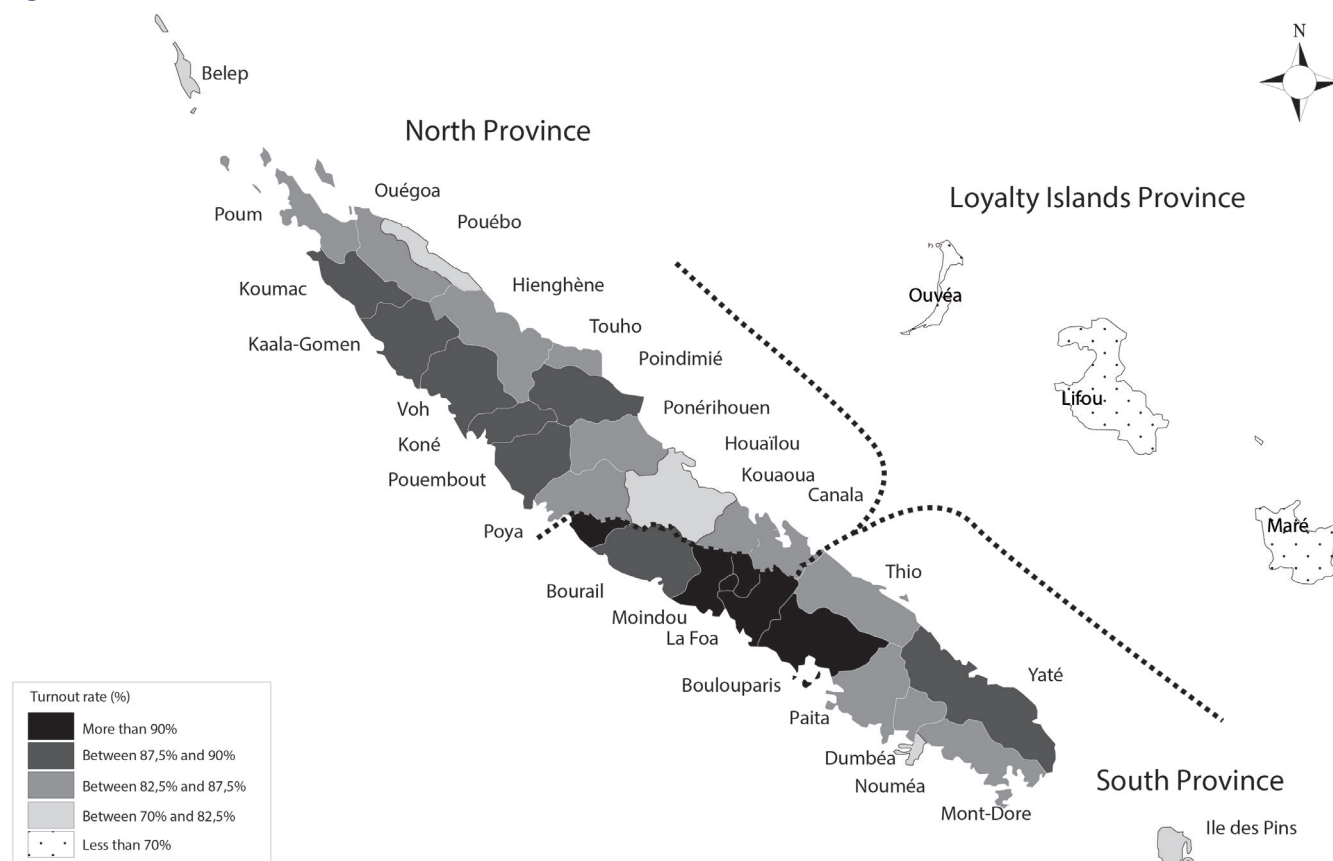 N
Belep
North Province
Ouégoa
Loyalty Islands Province
Poum
Pouébo
Hienghène
Koumac
Ouvéa
Touho
Kaala-Gomen
Poindimié
Lifou
Voh
Ponérihouen
Koné
Houaïlou
Pouembout
Kouaoua
Canala
Poya
Maré
Thio
Bourail
Moindou
La Foa
Yaté
Boulouparis
Turnout rate (%)
Paita
More than 90%
Between 87,5% and 90%
Dumbéa
Between 82,5% and 87,5%
Nouméa
South Province
Mont-Dore
Between 70% and 82,5%
Ile des Pins
Less than 70%